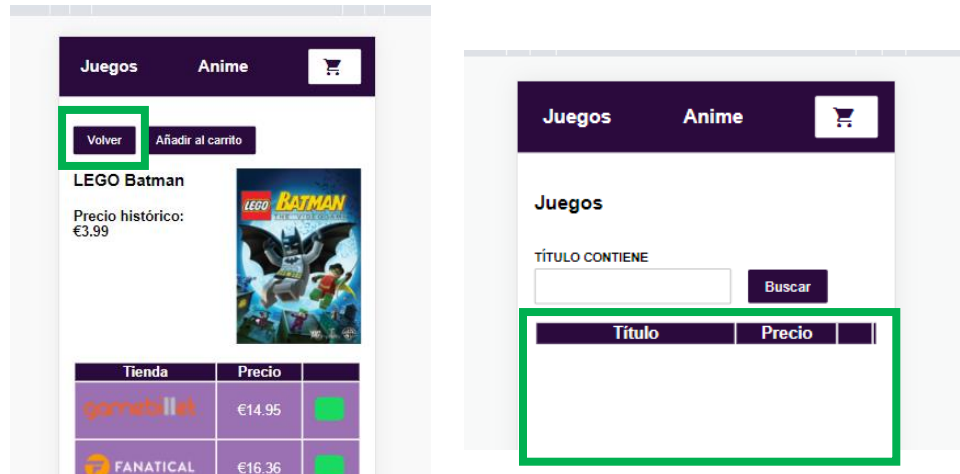 Juegos Anime
Volver Añadir al carrito
LEGO Batman
Precio histórico:
€3.99
LEGO BATMAN
THE VIDEOGAME
Tienda Precio
gamebillet €14.95
FANATICAL €16.36
Juegos Anime
Juegos
TÍTULO CONTIENE
Buscar
Título Precio